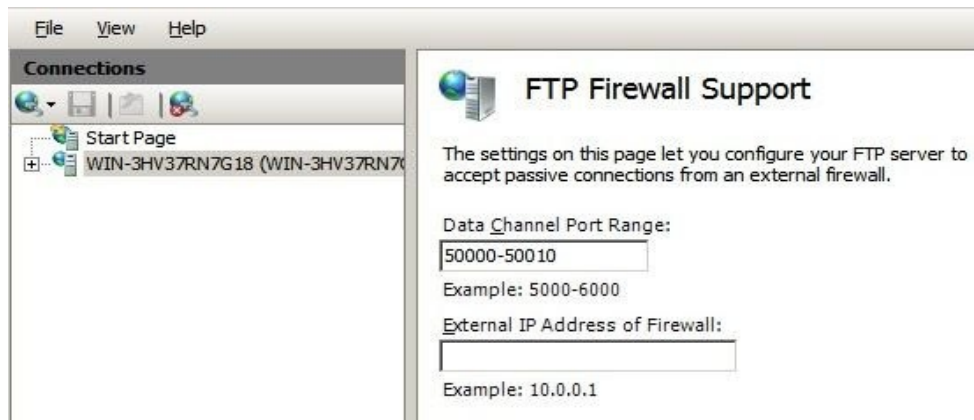 File View Help
Connections
Start Page
WIN-3HV37RN7G18 (WIN-3HV37RN7
FTP Firewall Support
The settings on this page let you configure your FTP server to
accept passive connections from an external firewall.
Data Channel Port Range:
50000-50010
Example: 5000-6000
External IP Address of Firewall:
Example: 10.0.0.1